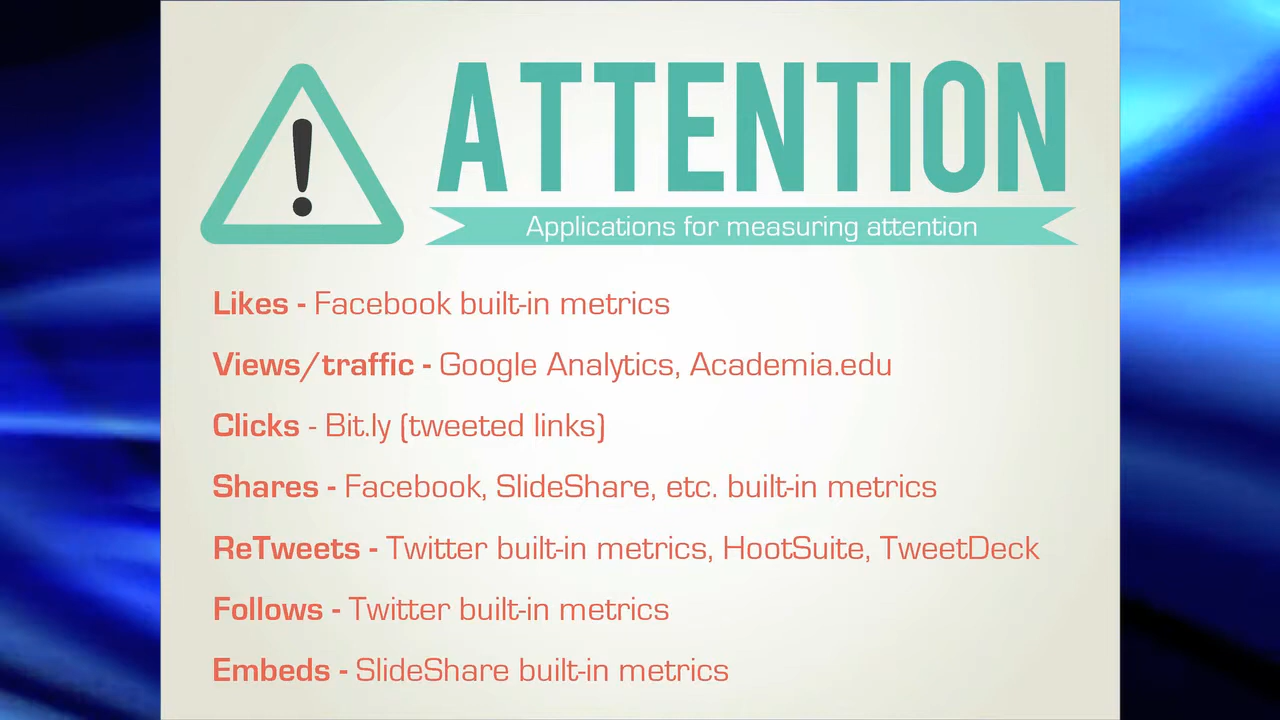 ATTENTION
Applications for measuring attention
Likes - Facebook built-in metrics
Views/traffic - Google Analytics, Academia.edu
Clicks - Bit.ly (tweeted links)
Shares - Facebook, SlideShare, etc. built-in metrics
ReTweets - Twitter built-in metrics, HootSuite, TweetDeck
Follows - Twitter built-in metrics
Embeds - SlideShare built-in metrics